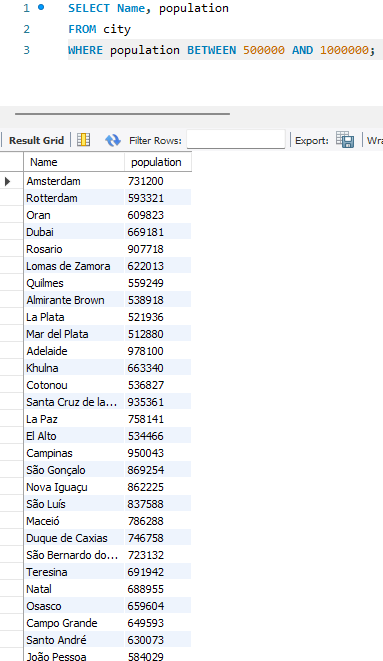 1 SELECT Name, population
2 FROM city
3 WHERE population BETWEEN 500000 AND 1000000;
Result Grid Filter Rows: Export: Wra
Name population
Amsterdam 731200
Rotterdam 593321
Oran 609823
Dubai 669181
Rosario 907718
Lomas de Zamora 622013
Quilmes 559249
Almirante Brown 538918
La Plata 521936
Mar del Plata 512880
Adelaide 978100
Khulna 663340
Cotonou 536827
Santa Cruz de la... 935361
La Paz 758141
El Alto 534466
Campinas 950043
São Gonçalo 869254
Nova Iguaçu 862225
São Luís 837588
Maceió 786288
Duque de Caxias 746758
São Bernardo do... 723132
Teresina 691942
Natal 688955
Osasco 659604
Campo Grande 649593
Santo André 630073
João Pessoa 584029